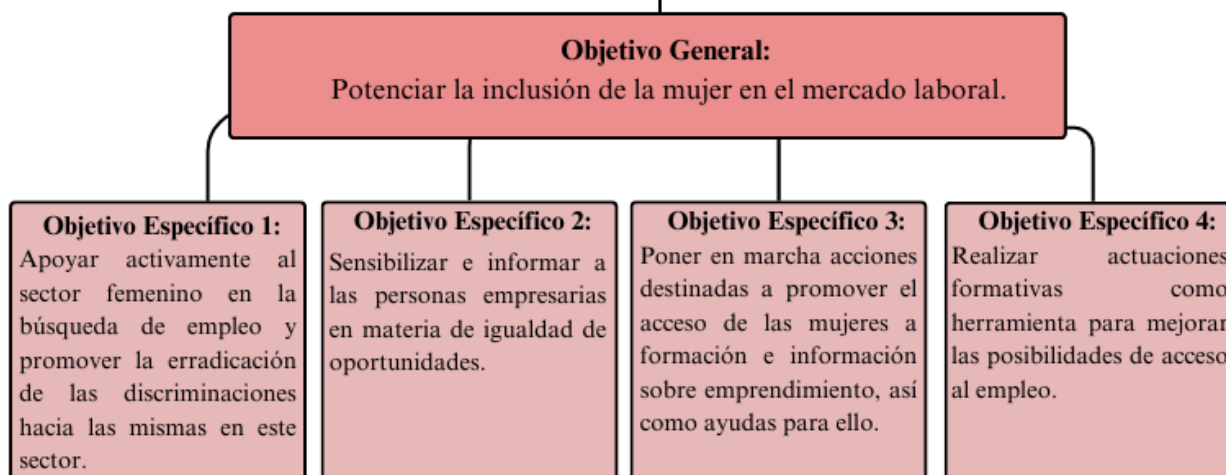 Objetivo General:
Potenciar la inclusión de la mujer en el mercado laboral.
Objetivo Específico 1:
Apoyar activamente al
sector femenino en la
búsqueda de empleo y
promover la erradicación
de las discriminaciones
hacia las mismas en este
sector.
Objetivo Específico 2:
Sensibilizar e informar a
las personas empresarias
en materia de igualdad de
oportunidades.
Objetivo Específico 3:
Poner en marcha acciones
destinadas a promover el
acceso de las mujeres a
formación e información
sobre emprendimiento, así
como ayudas para ello.
Objetivo Específico 4:
Realizar actuaciones
formativas como
herramienta para mejorar
las posibilidades de acceso
al empleo.